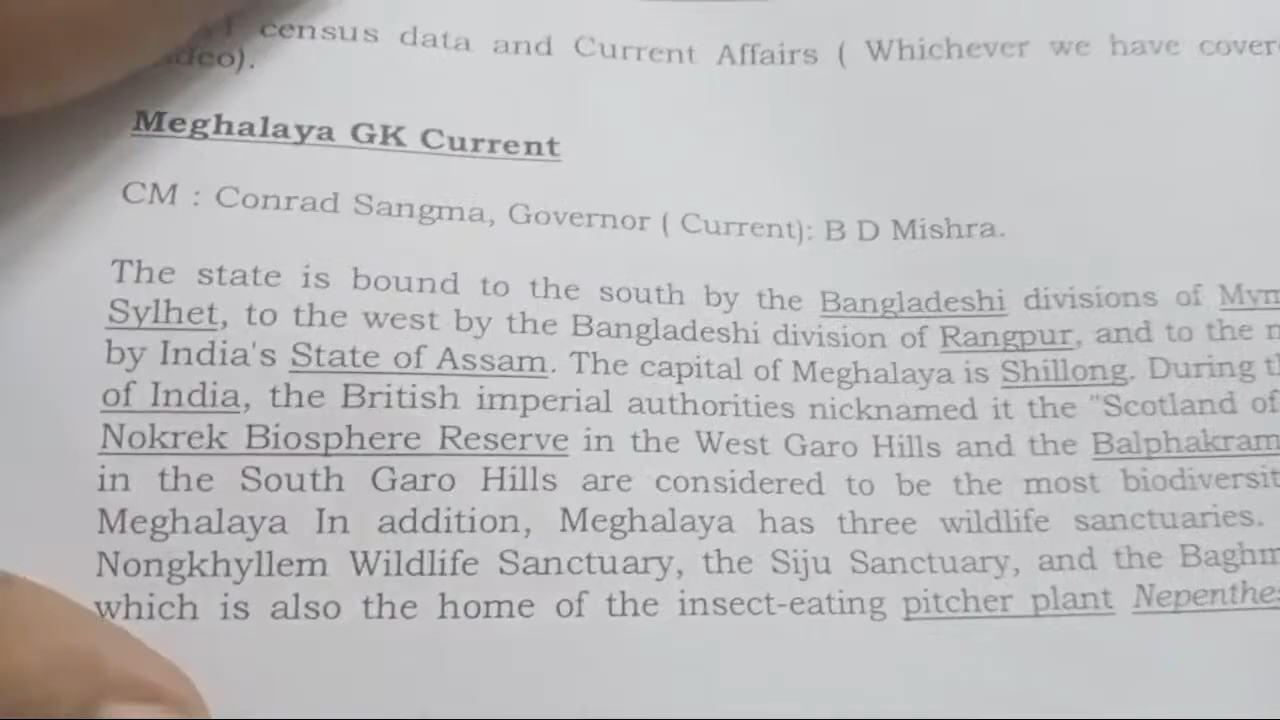 census data and Current Affairs ( Whichever we have cover
Meghalaya GK Current
CM : Conrad Sangma, Governor ( Current): B D Mishra.
The state is bound to the south by the Bangladeshi divisions of
Sylhet, to the west by the Bangladeshi division of Rangpur, and to the
by India's State of Assam. The capital of Meghalaya is Shillong. During
of India, the British imperial authorities nicknamed it the "Scotland of
Nokrek Biosphere Reserve in the West Garo Hills and the Balphakram
in the South Garo Hills are considered to be the most biodiversit
Meghalaya In addition, Meghalaya has three wildlife sanctuaries.
Nongkhyllem Wildlife Sanctuary, the Siju Sanctuary, and the Baghm
which is also the home of the insect-eating pitcher plant Nepenthe